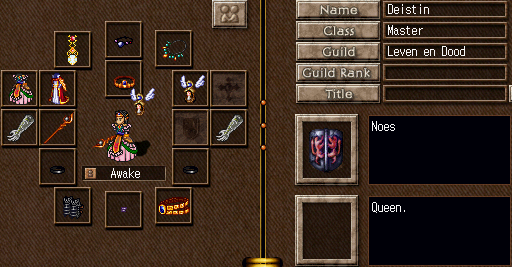 Name
Deistin
Class
Master
Guild
Leven en Dood
Guild Rank
Title
Noes
Awake
Queen.